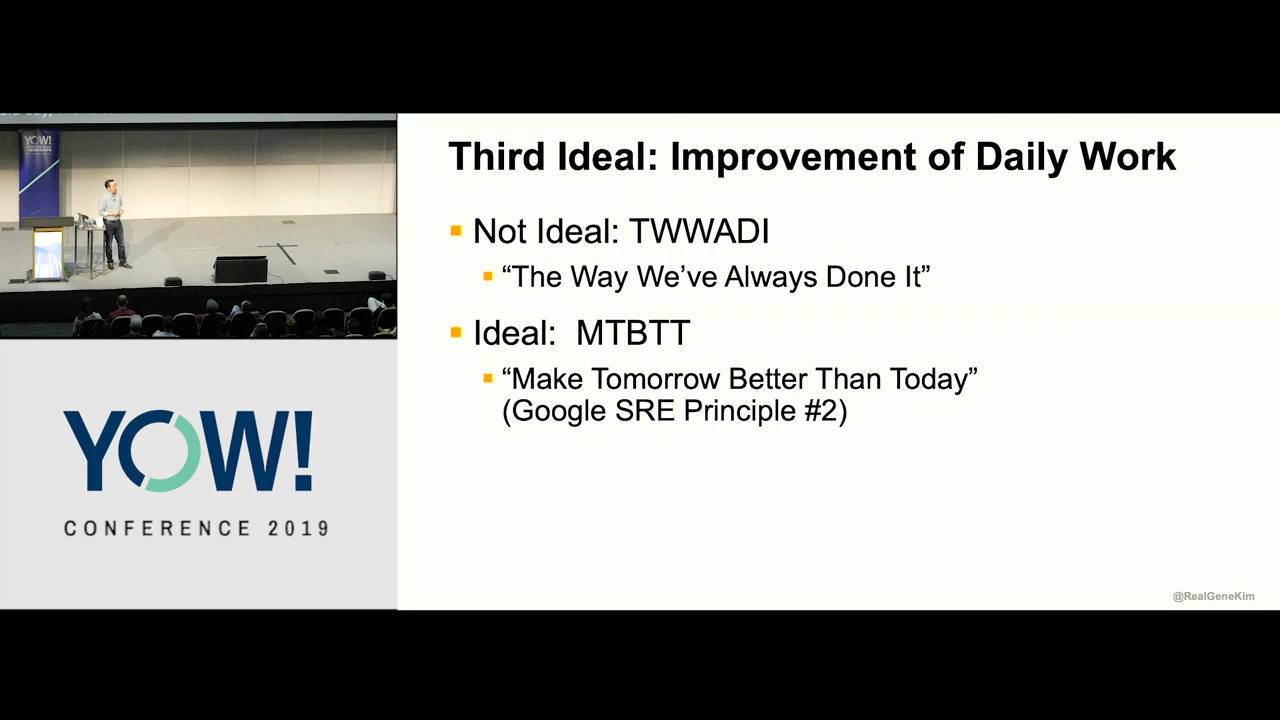 YOW!
Third Ideal: Improvement of Daily Work
Not Ideal: TWWADI
“The Way We’ve Always Done It”
Ideal: MTBTT
“Make Tomorrow Better Than Today”
(Google SRE Principle #2)
YOW!
CONFERENCE 2019
@RealGeneKim